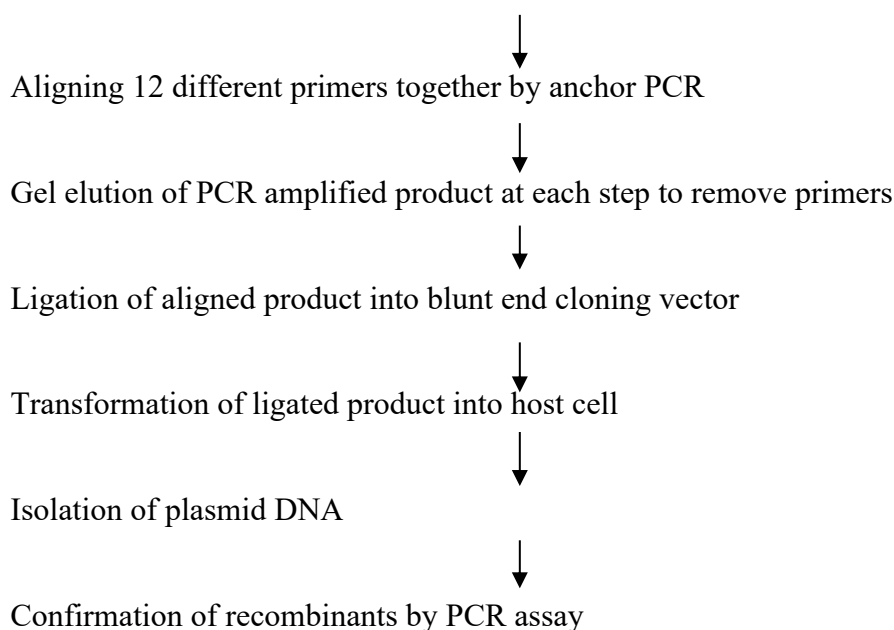 Aligning 12 different primers together by anchor PCR
Gel elution of PCR amplified product at each step to remove primers
Ligation of aligned product into blunt end cloning vector
Transformation of ligated product into host cell
Isolation of plasmid DNA
Confirmation of recombinants by PCR assay